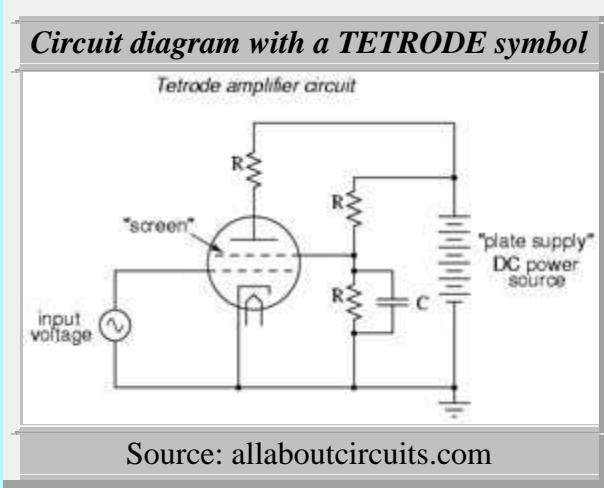 Circuit diagram with a TETRODE symbol
Tetrode amplifier circuit
R
R
"screen"
"plate supply"
DC power
source
R
C
input
voltage
Source: allaboutcircuits.com